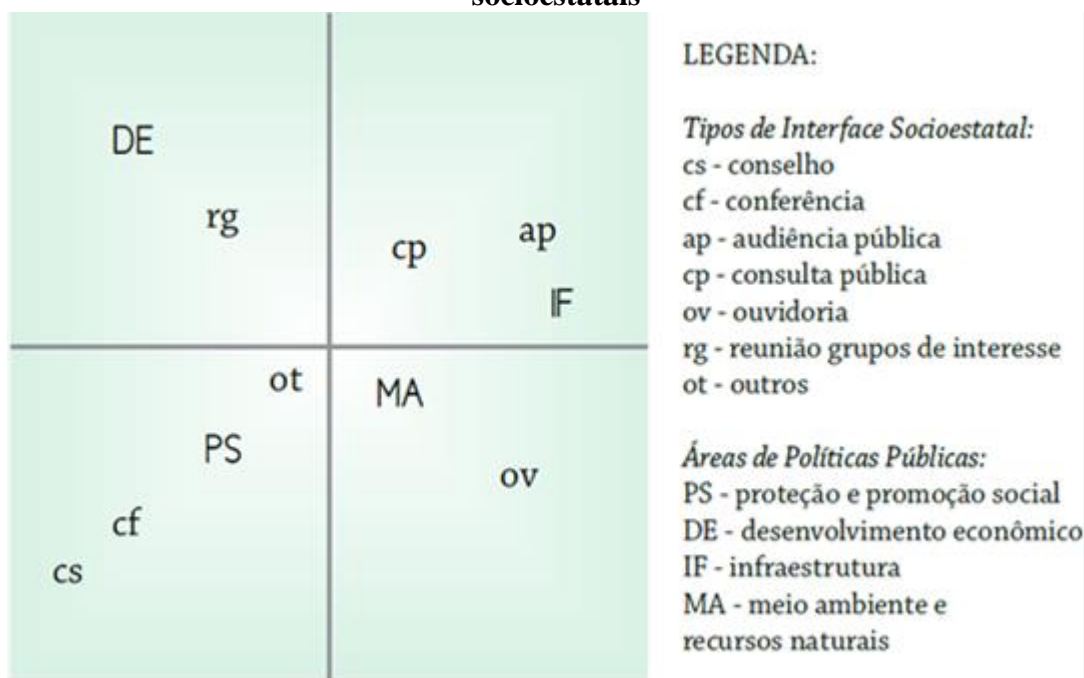 socioestatais
DE
rg
cp
ap
IF
ot
MA
PS
ov
cf
cs
LEGENDA:
Tipos de Interface Socioestatal:
cs - conselho
cf - conferência
ap - audiência pública
cp - consulta pública
ov - ouvidoria
rg - reunião grupos de interesse
ot - outros
Áreas de Políticas Públicas:
PS - proteção e promoção social
DE - desenvolvimento econômico
IF - infraestrutura
MA - meio ambiente e
recursos naturais